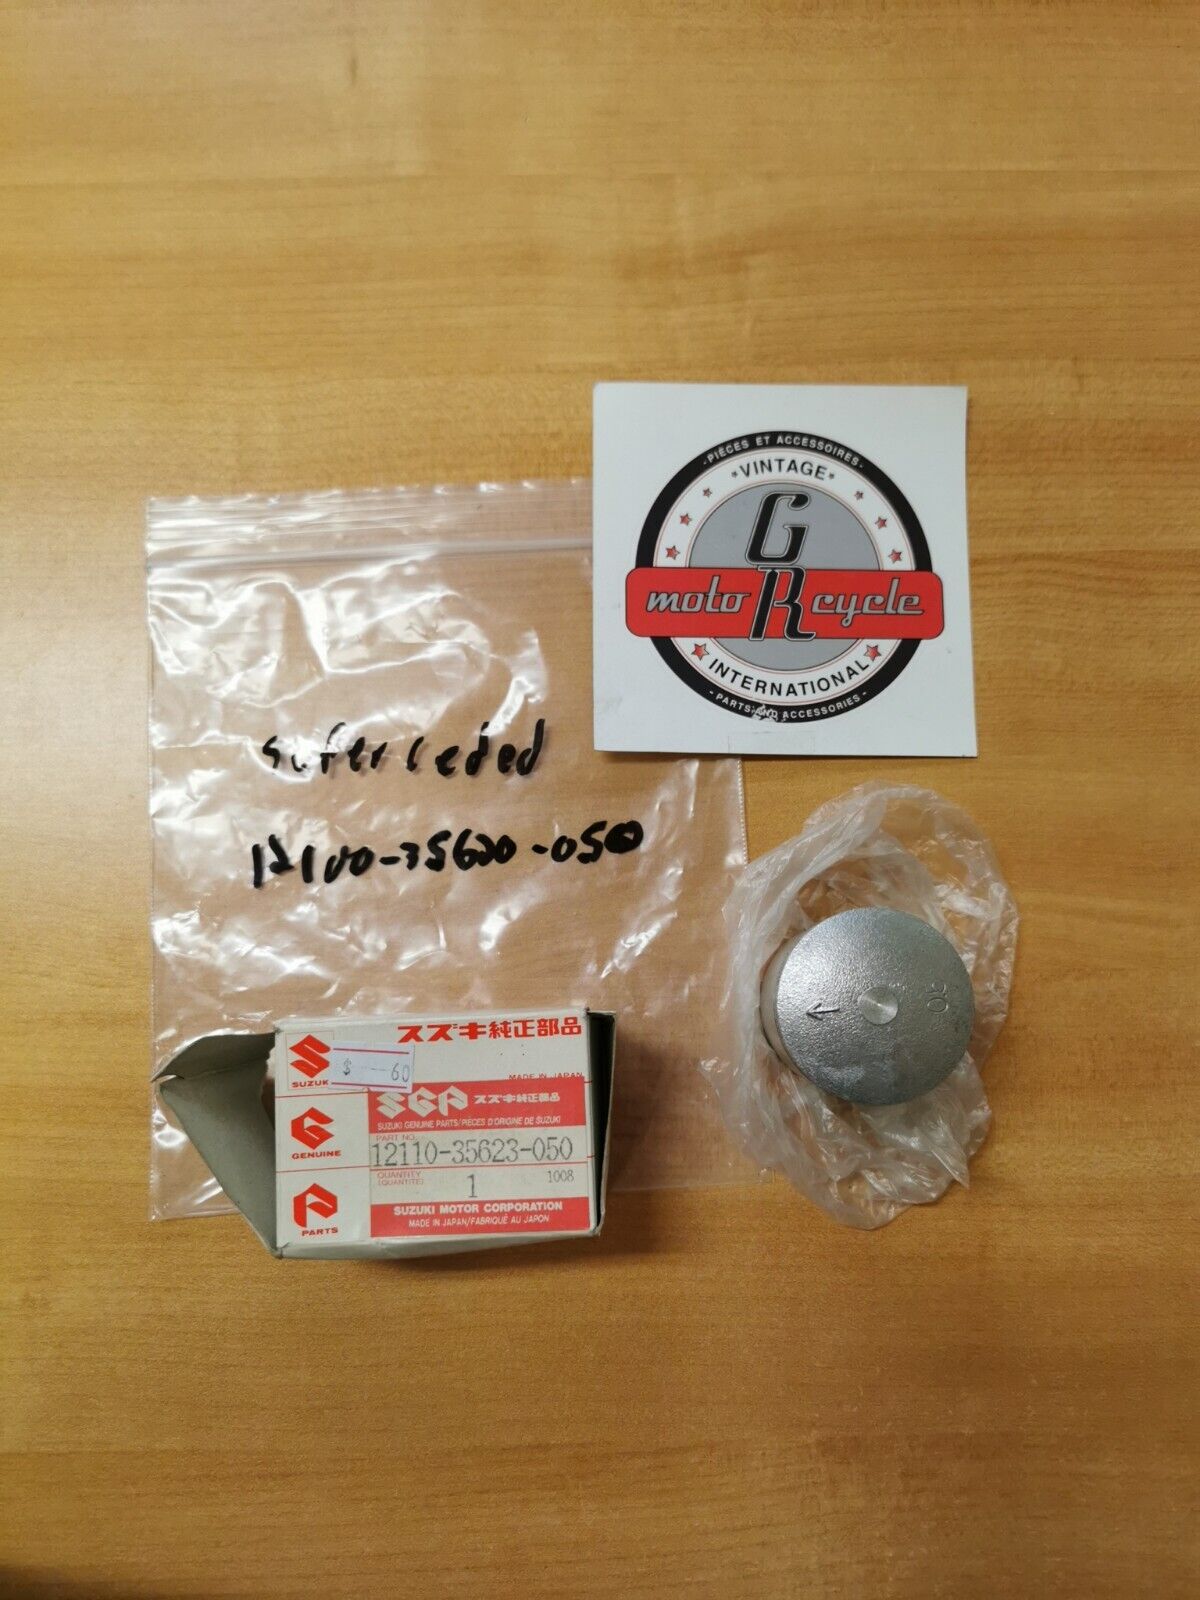 -PIÈCES ET ACCESSOIRES-
*VINTAGE*
G
R
moto cycle
INTERNATIONAL
-PARTS AND ACCESSORIES-
superceded
12100-35620-050
スズキ純正部品
SUZUK
$ 60
MADE IN JAPAN
SGP スズキ純正部品
SUZUKI GENUINE PARTS/PIÈCES D'ORIGINE DE SUZUKI
G
GENUINE
PART NO.
12110-35623-050
QUANTITY
(QUANTITÉ)
1
1008
P
PARTS
SUZUKI MOTOR CORPORATION
MADE IN JAPAN/FABRIQUÉ AU JAPON